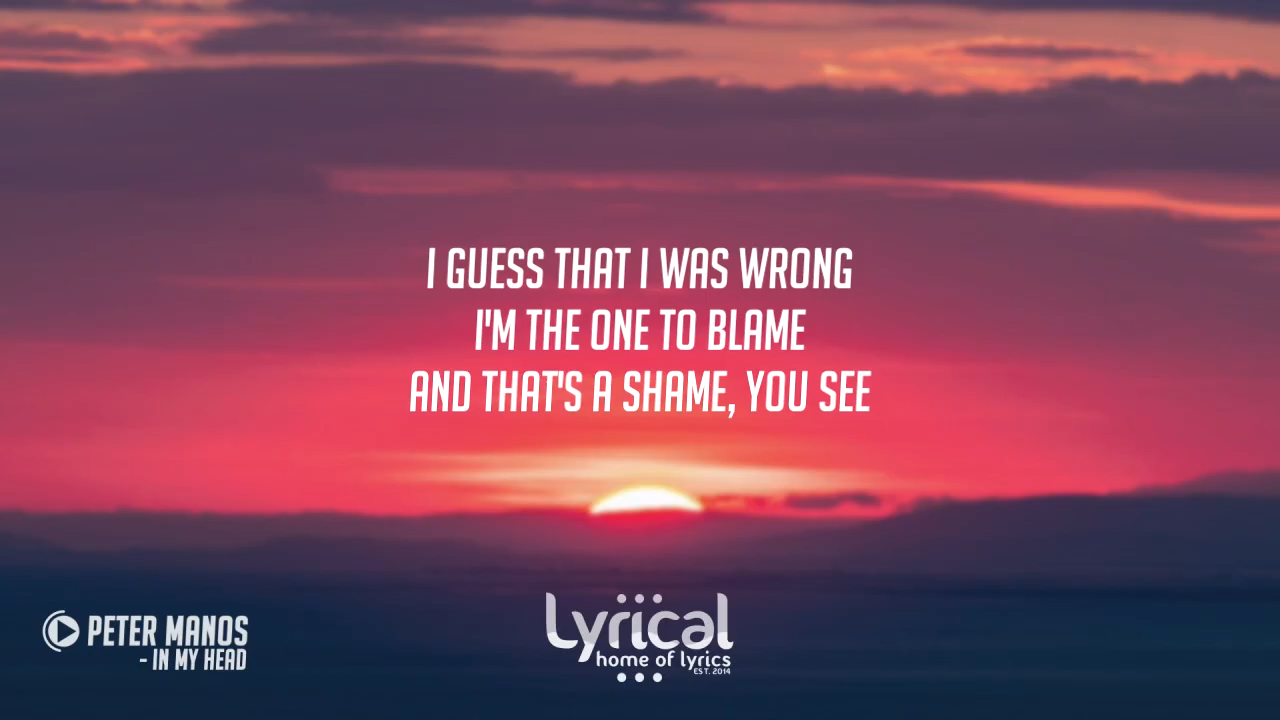 I GUESS THAT I WAS WRONG
I'M THE ONE TO BLAME
AND THAT'S A SHAME, YOU SEE
PETER MANOS
- IN MY HEAD
Lyrical
home of lyrics
EST. 2014